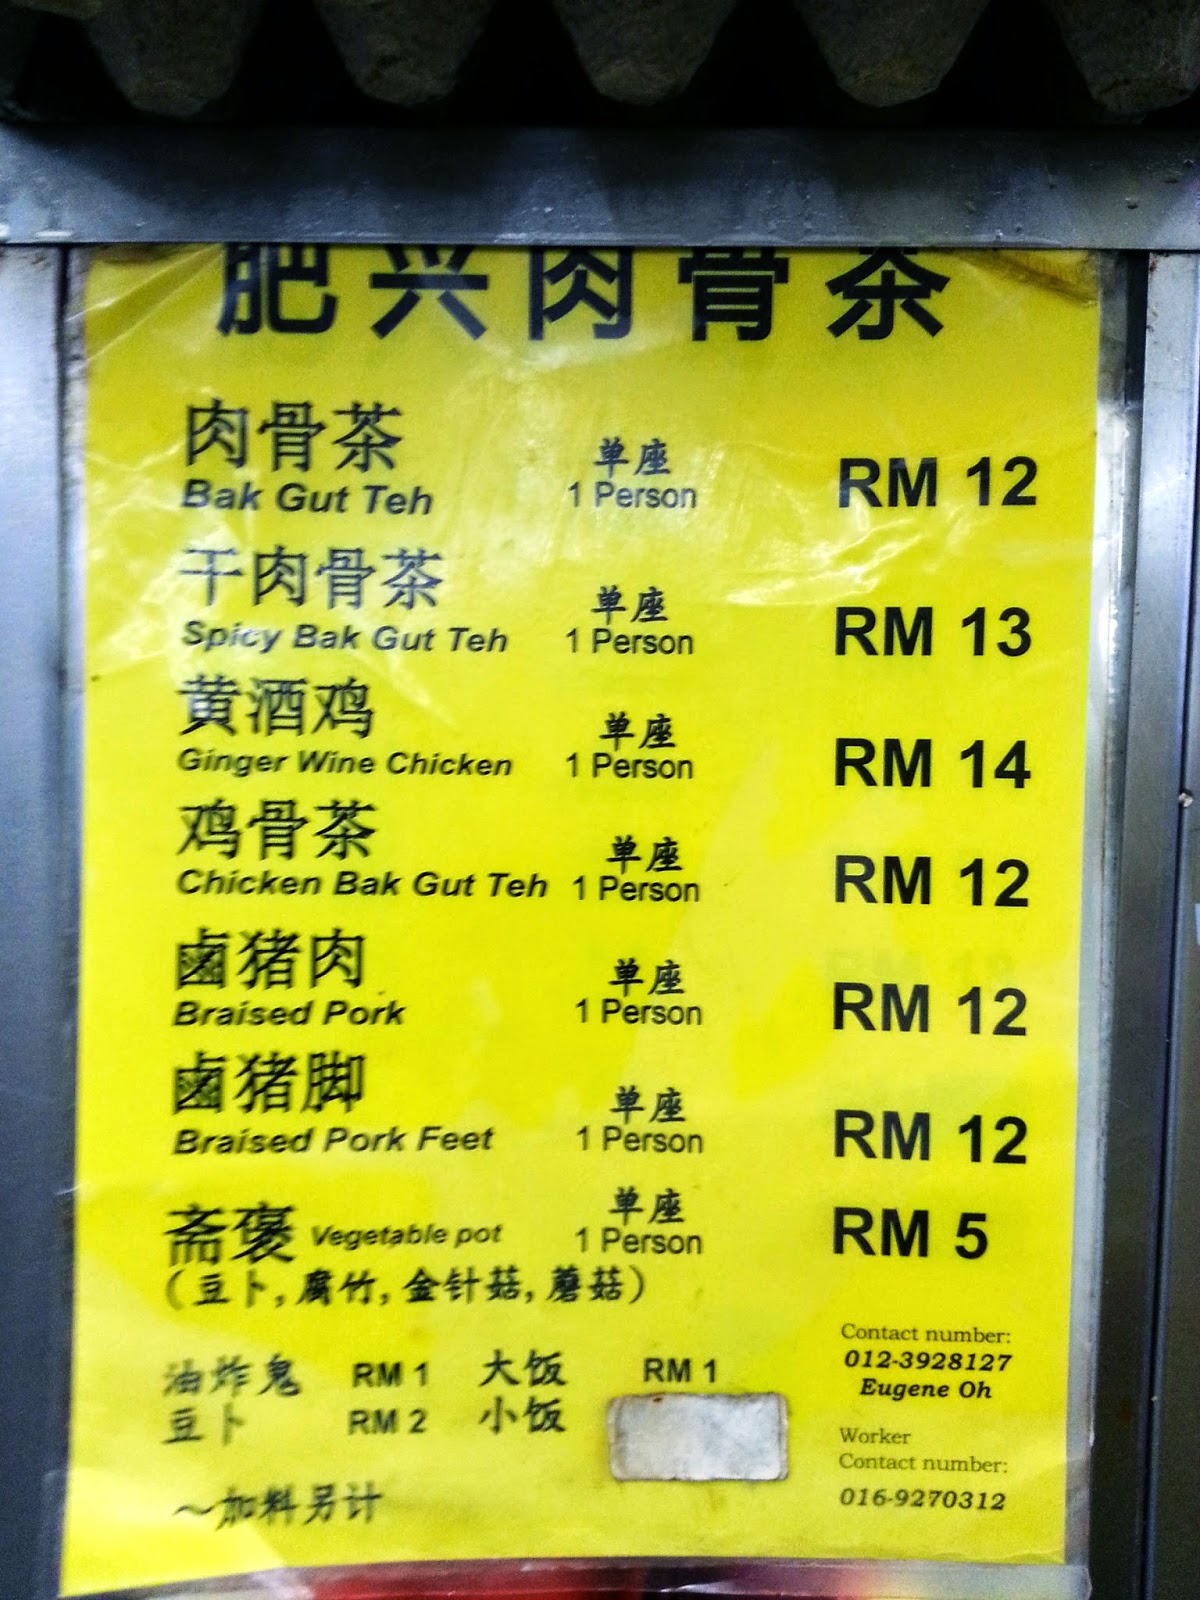 肥兴肉骨茶
肉骨茶
Bak Gut Teh
单座
1 Person
RM 12
干肉骨茶
Spicy Bak Gut Teh
单座
1 Person
RM 13
黄酒鸡
Ginger Wine Chicken
单座
1 Person
RM 14
鸡骨茶
Chicken Bak Gut Teh
单座
1 Person
RM 12
鹵猪肉
Braised Pork
单座
1 Person
RM 12
鹵猪脚
Braised Pork Feet
单座
1 Person
RM 12
斋褒 Vegetable pot
单座
1 Person
RM 5
(豆卜,腐竹,金针菇,蘑菇)
油炸鬼 RM 1 大饭 RM 1
豆卜 RM 2 小饭
~加料另计
Contact number:
012-3928127
Eugene Oh
Worker
Contact number:
016-9270312